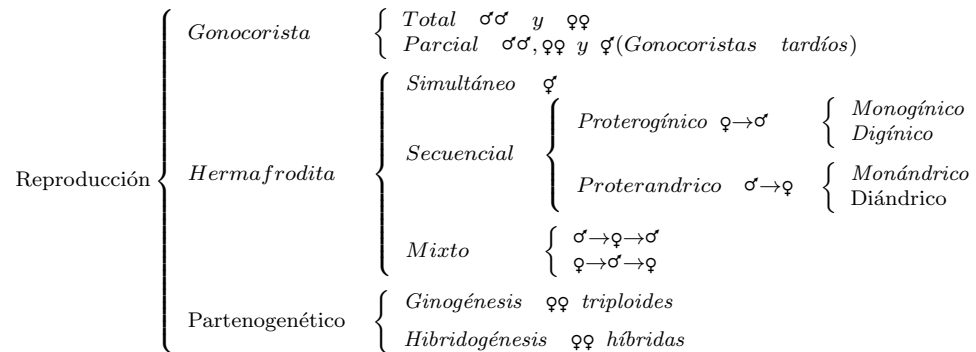 Gonocorista
Total ♂♂ y ♀♀
Parcial ♂♂, ♀♀ y ⚥(Gonocoristas tardíos)
Reproducción
Hermafrodita
Simultáneo ⚥
Secuencial
Proterogínico ♀→♂
Monogínico
Digínico
Proterandrico ♂→♀
Monándrico
Diándrico
Mixto
♂→♀→♂
♀→♂→♀
Partenogenético
Ginogénesis ♀♀ triploides
Hibridogénesis ♀♀ híbridas